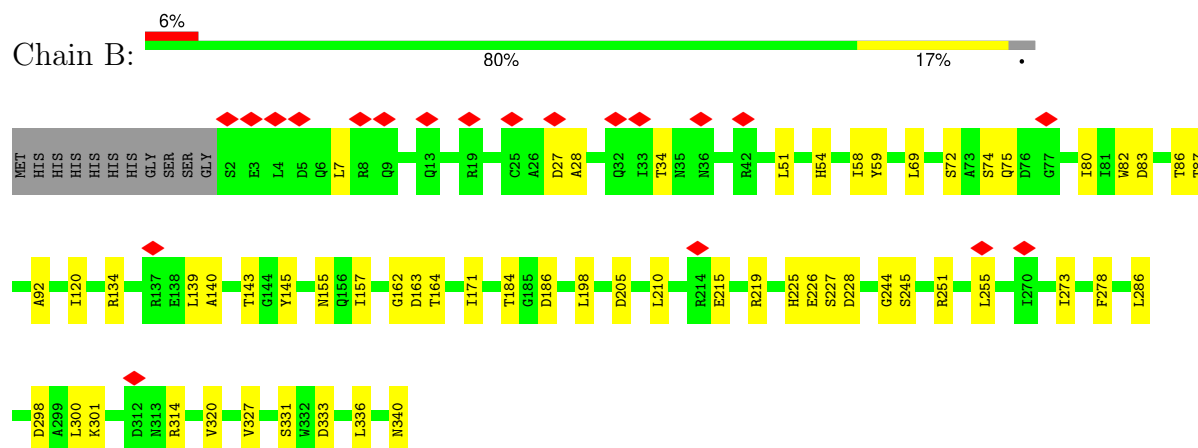 6%
Chain B:
80% 17% •
MET HIS HIS HIS HIS HIS HIS GLY SER SER GLY S2 E3 L4 D5 Q6 L7 R8 Q9 Q13 R19 C25 A26 D27 A28 Q32 I33 T34 N35 N36 R42 L51 H54 I58 Y59 L69 S72 A73 S74 Q75 D76 G77 I80 I81 W82 D83 T86 T87
A92 I120 R134 R137 E138 L139 A140 T143 G144 Y145 N155 Q156 I157 G162 D163 T164 I171 T184 G185 D186 L198 D205 L210 R214 E215 R219 H225 E226 S227 D228 G244 S245 R251 L255 I270 I273 F278 L286
D298 A299 L300 K301 D312 N313 R314 V320 V327 S331 W332 D333 L336 N340